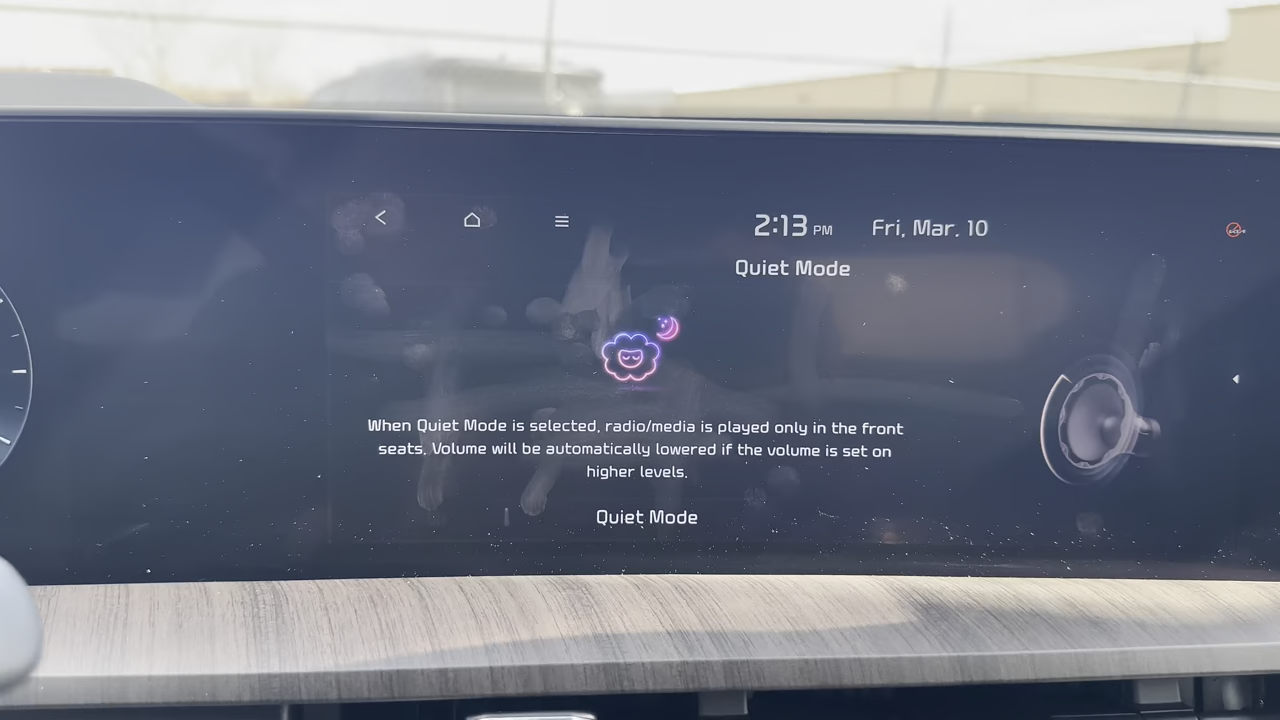 2:13 PM Fri, Mar. 10
Quiet Mode
When Quiet Mode is selected, radio/media is played only in the front
seats. Volume will be automatically lowered if the volume is set on
higher levels.
Quiet Mode